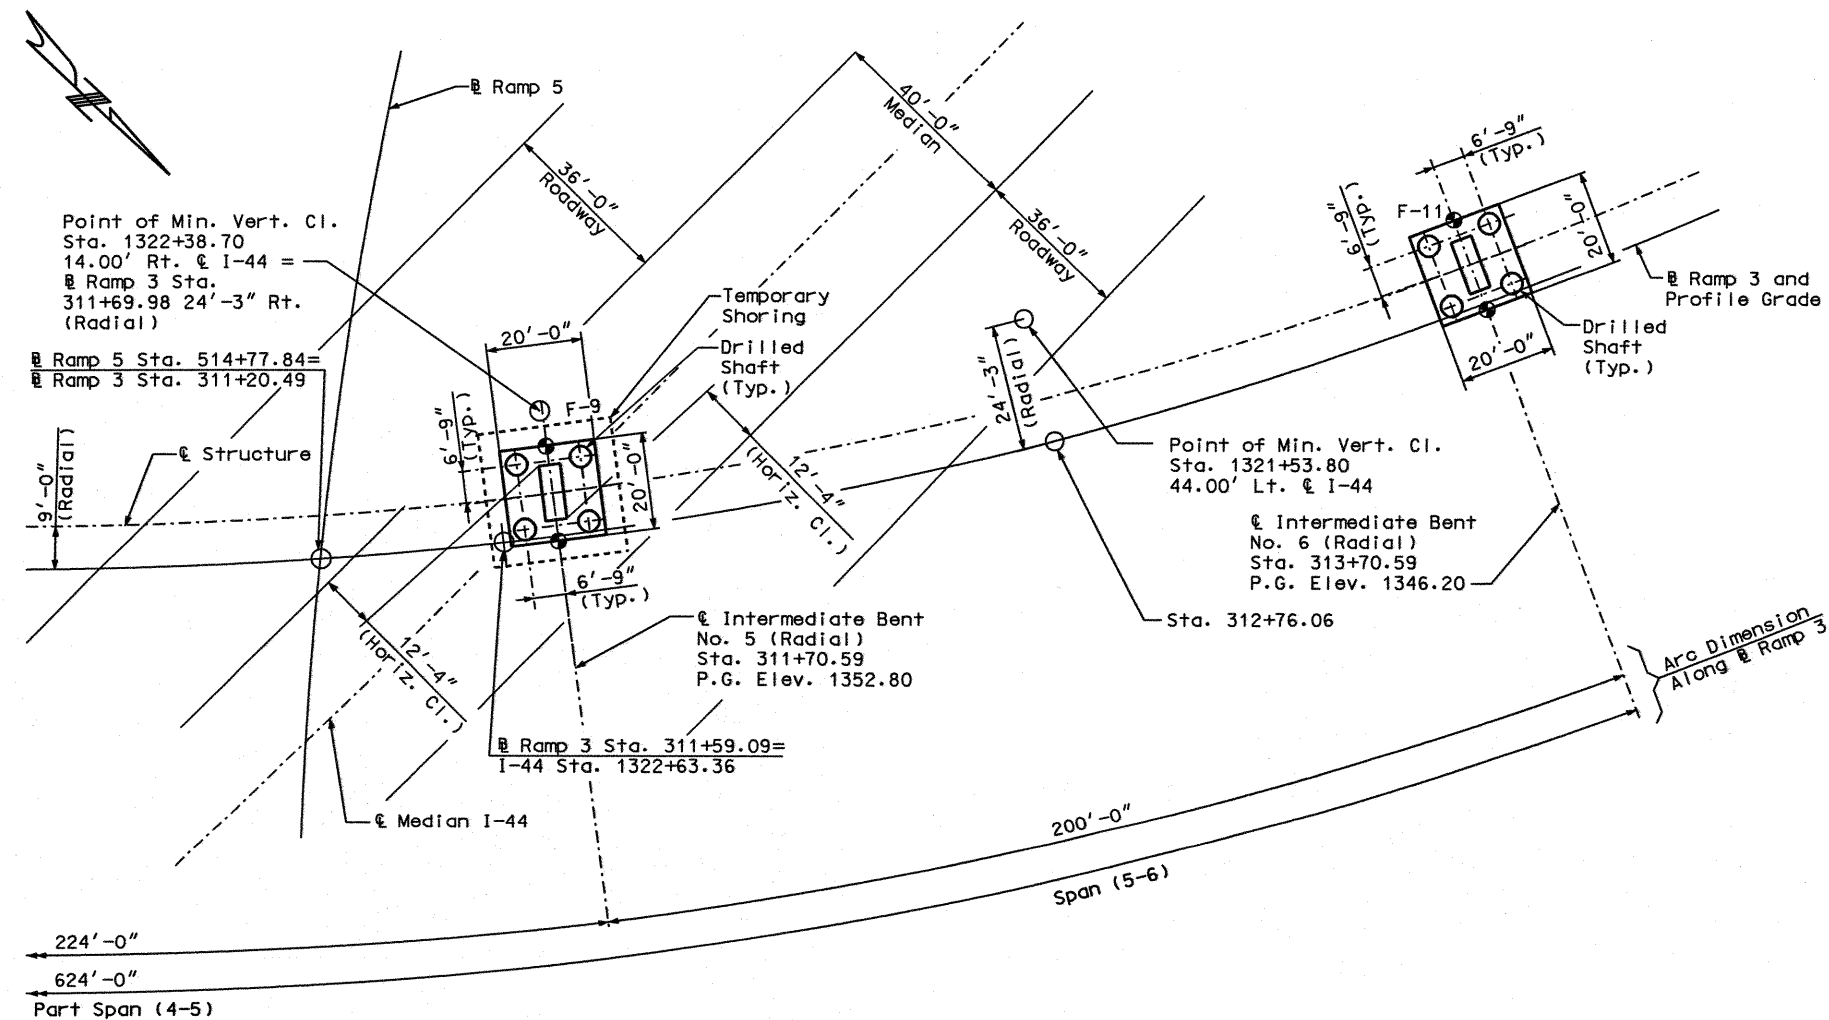 ℄ Ramp 5
40'-0"
Median
36'-0"
Roadway
36'-0"
Roadway
6'-9"
(Typ.)
6'-9"
(Typ.)
F-11
20'-0"
20'-0"
Point of Min. Vert. Cl.
Sta. 1322+38.70
14.00' Rt. ℄ I-44 =
℄ Ramp 3 Sta.
311+69.98 24'-3" Rt.
(Radial)
℄ Ramp 5 Sta. 514+77.84=
℄ Ramp 3 Sta. 311+20.49
Temporary
Shoring
20'-0"
Drilled
Shaft
(Typ.)
F-9
6'-9"
(Typ.)
20'-0"
24'-3"
(Radial)
℄ Ramp 3 and
Profile Grade
Drilled
Shaft
(Typ.)
℄ Structure
9'-0"
(Radial)
12'-4"
(Horiz. Cl.)
Point of Min. Vert. Cl.
Sta. 1321+53.80
44.00' Lt. ℄ I-44
℄ Intermediate Bent
No. 6 (Radial)
Sta. 313+70.59
P.G. Elev. 1346.20
6'-9"
(Typ.)
12'-4"
(Horiz. Cl.)
℄ Intermediate Bent
No. 5 (Radial)
Sta. 311+70.59
P.G. Elev. 1352.80
Sta. 312+76.06
Arc Dimension
Along ℄ Ramp 3
℄ Ramp 3 Sta. 311+59.09=
I-44 Sta. 1322+63.36
℄ Median I-44
200'-0"
Span (5-6)
224'-0"
624'-0"
Part Span (4-5)